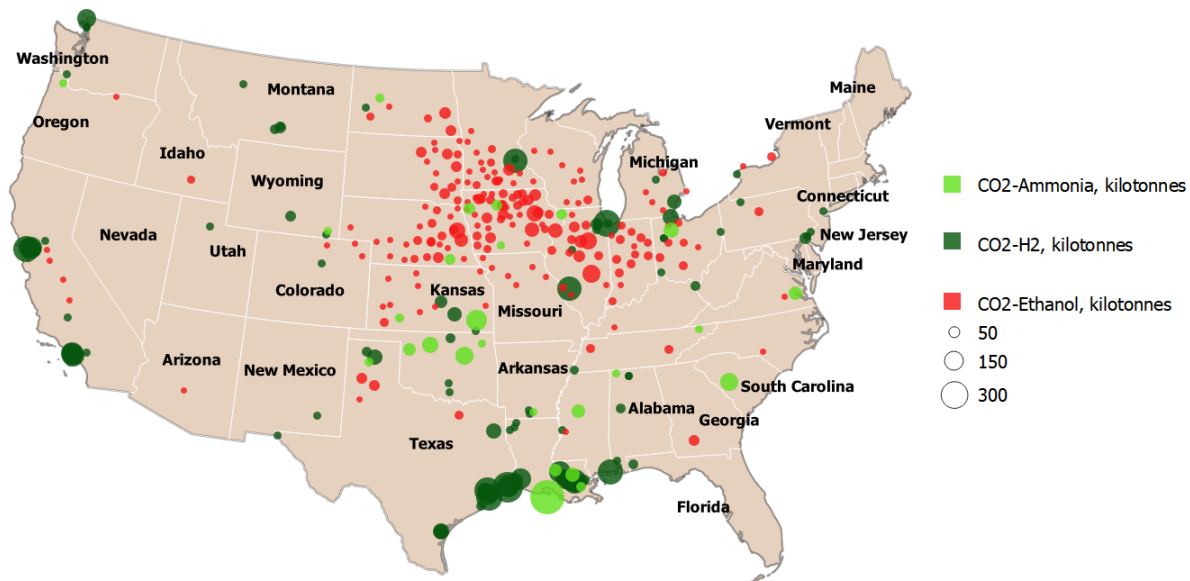 Washington
Montana
Maine
Oregon
Vermont
Idaho
Michigan
Wyoming
Connecticut
Nevada
Utah
New Jersey
Maryland
Colorado
Kansas
Missouri
Arizona
New Mexico
Arkansas
South Carolina
Alabama
Georgia
Texas
Florida
CO2-Ammonia, kilotonnes
CO2-H2, kilotonnes
CO2-Ethanol, kilotonnes
50
150
300